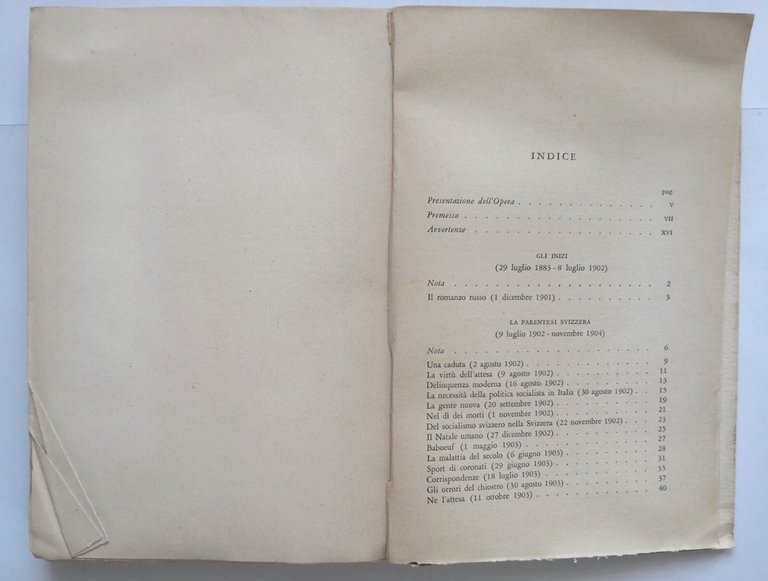 INDICE
pag.
Presentazione dell'Opera . . . . . . . . . . . . . . V
Premessa . . . . . . . . . . . . . . . . . . VII
Avvertenze . . . . . . . . . . . . . . . . . XVI
GLI INIZI
(29 luglio 1883 - 8 luglio 1902)
Nota . . . . . . . . . . . . . . . . . . . 2
Il romanzo russo (1 dicembre 1901) . . . . . . . . . . 3
LA PARENTESI SVIZZERA
(9 luglio 1902 - novembre 1904)
Nota . . . . . . . . . . . . . . . . . . . 6
Una caduta (2 agosto 1902) . . . . . . . . . . . . . 9
La virtù dell'attesa (9 agosto 1902) . . . . . . . . . . . 11
Delinquenza moderna (16 agosto 1902) . . . . . . . . . . 13
La necessità della politica socialista in Italia (30 agosto 1902) . . 15
La gente nuova (20 settembre 1902) . . . . . . . . . . 19
Nel dì dei morti (1 novembre 1902) . . . . . . . . . . 21
Del socialismo svizzero nella Svizzera (22 novembre 1902) . . . 23
Il Natale umano (27 dicembre 1902) . . . . . . . . . . 25
Baboeuf (1 maggio 1903) . . . . . . . . . . . . . 27
La malattia del secolo (6 giugno 1903) . . . . . . . . . 28
Sport di coronati (29 giugno 1903) . . . . . . . . . . 31
Corrispondenze (18 luglio 1903) . . . . . . . . . . . 35
Gli orrori del chiostro (30 agosto 1903) . . . . . . . . . 37
Ne l'attesa (11 ottobre 1903) . . . . . . . . . . . . 40